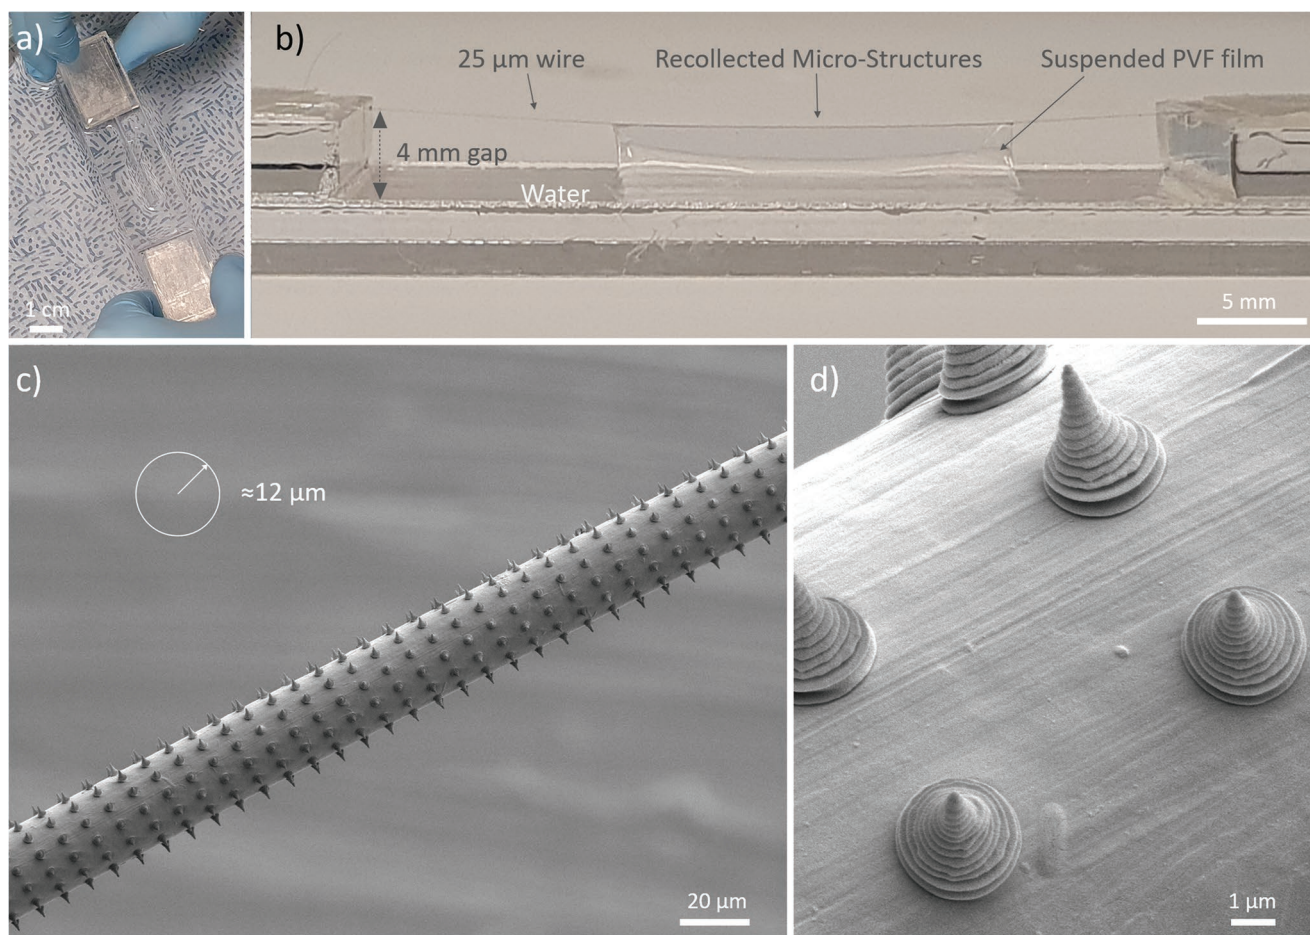 a)
1 cm
b)
25 µm wire
Recollected Micro-Structures
Suspended PVF film
4 mm gap
Water
5 mm
c)
≈12 µm
20 µm
d)
1 µm